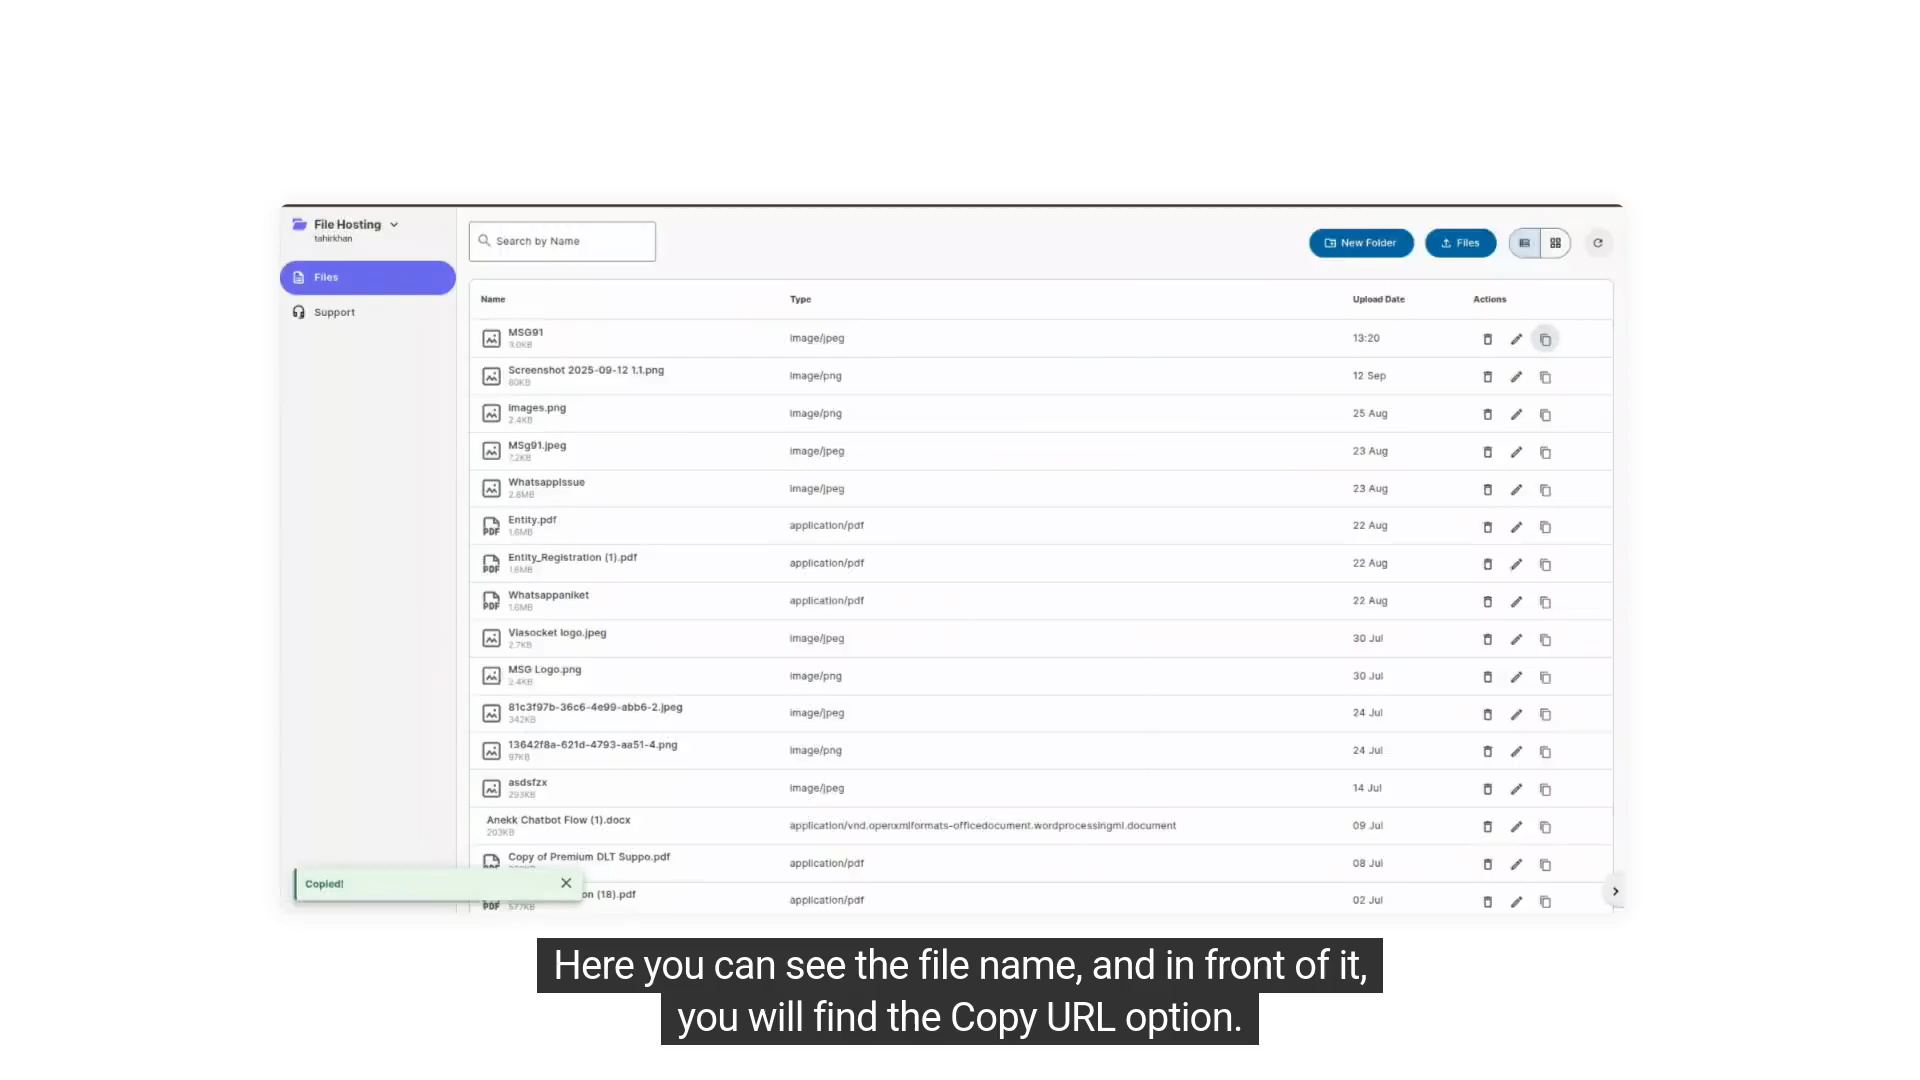 File Hosting
tahirkhan
Files
Support
Search by Name
New Folder
Files
Name Type Upload Date Actions
MSG91
3.0KB
image/jpeg 13:20
Screenshot 2025-09-12 1.1.png
80KB
image/png 12 Sep
images.png
2.4KB
image/png 25 Aug
MSg91.jpeg
7.2KB
image/jpeg 23 Aug
WhatsappIssue
2.6MB
image/jpeg 23 Aug
Entity.pdf
1.6MB
application/pdf 22 Aug
Entity_Registration (1).pdf
1.6MB
application/pdf 22 Aug
Whatsappaniket
1.6MB
application/pdf 22 Aug
Viasocket logo.jpeg
2.7KB
image/jpeg 30 Jul
MSG Logo.png
2.4KB
image/png 30 Jul
81c3f97b-36c6-4e99-abb6-2.jpeg
342KB
image/jpeg 24 Jul
13642f8a-621d-4793-aa51-4.png
97KB
image/png 24 Jul
asdsfzx
293KB
image/jpeg 14 Jul
Anekk Chatbot Flow (1).docx
203KB
application/vnd.openxmlformats-officedocument.wordprocessingml.document 09 Jul
Copy of Premium DLT Suppo.pdf
application/pdf 08 Jul
on (18).pdf
577KB
application/pdf 02 Jul
Copied!
Here you can see the file name, and in front of it,
you will find the Copy URL option.